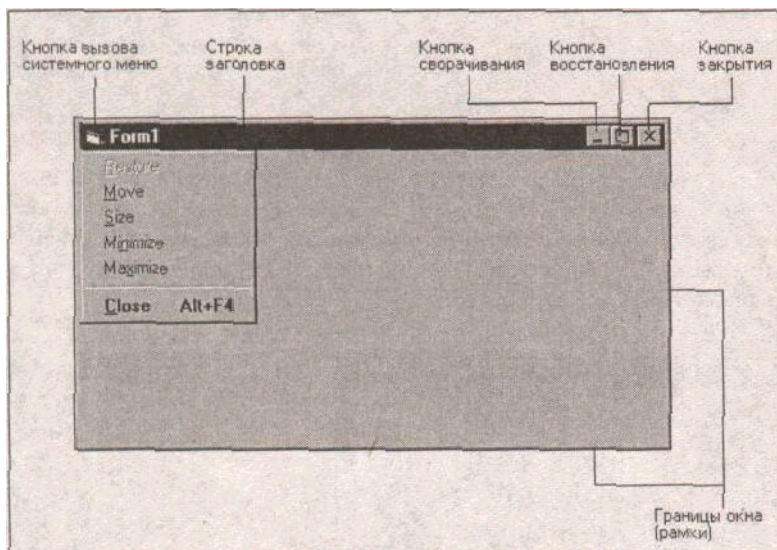 Кнопка вызова
системного меню
Строка
заголовка
Кнопка
сворачивания
Кнопка
восстановления
Кнопка
закрытия
Form1
Restore
Move
Size
Minimize
Maximize
Close Alt+F4
Границы окна
(рамки)